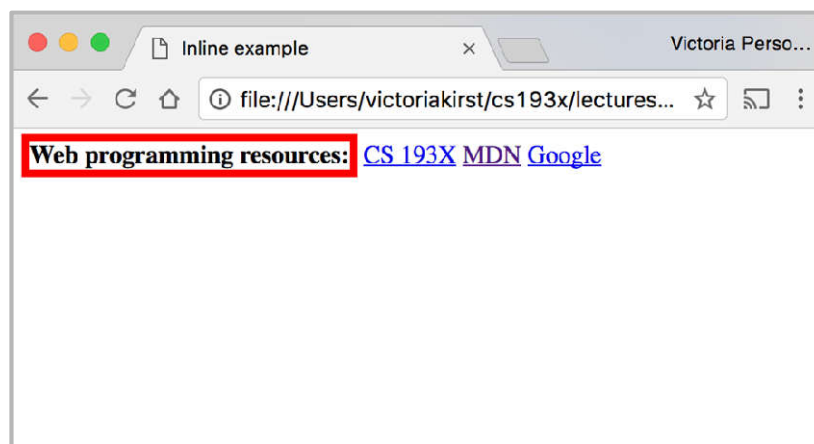 Inline example
Victoria Perso...
file:///Users/victoriakirst/cs193x/lectures...
Web programming resources: CS 193X MDN Google